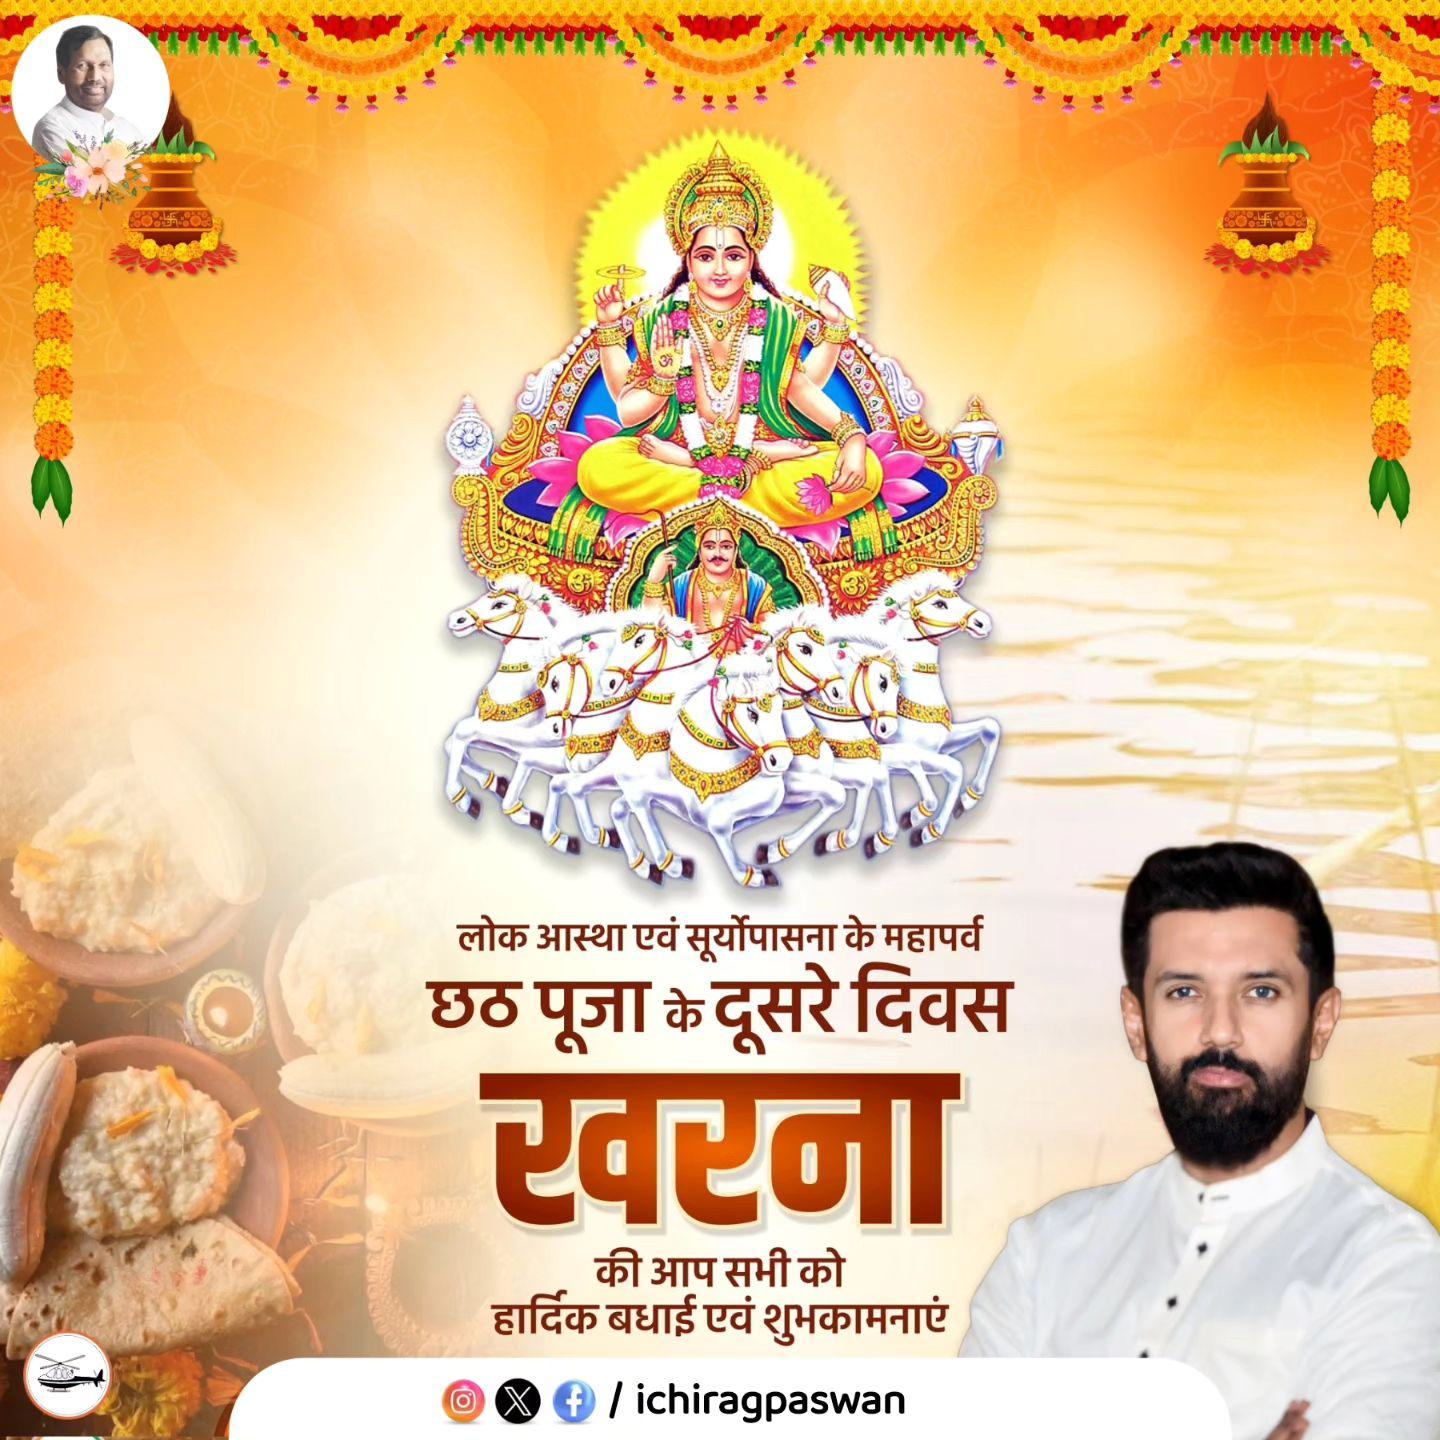 लोक आस्था एवं सूर्योपासना के महापर्व
छठ पूजा के दूसरे दिवस
खरना
की आप सभी को
हार्दिक बधाई एवं शुभकामनाएं
/ ichiragpaswan